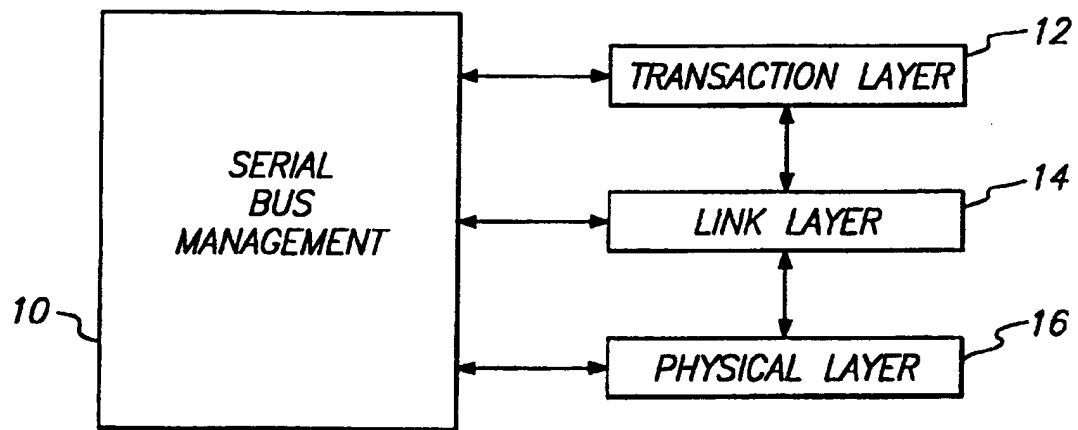 12
TRANSACTION LAYER
SERIAL
BUS
MANAGEMENT
14
LINK LAYER
10
16
PHYSICAL LAYER